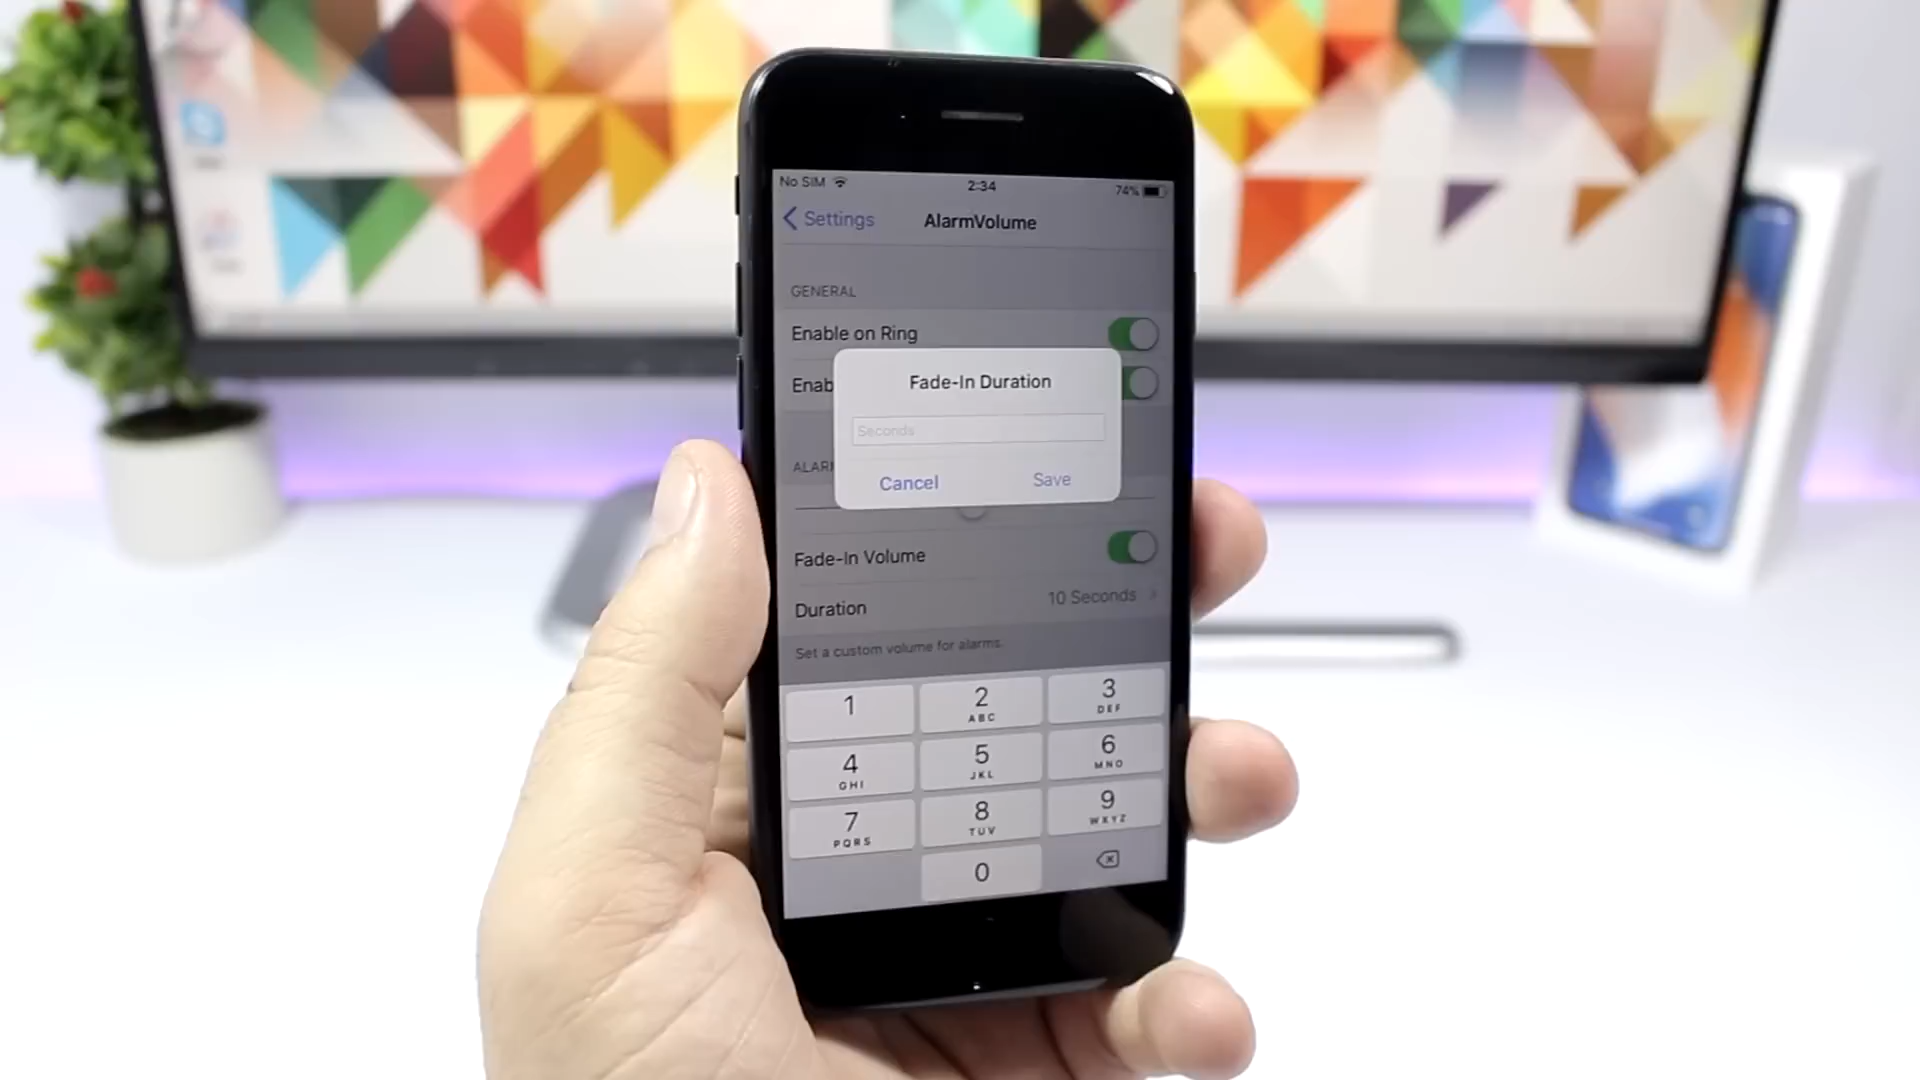 No SIM 2:34 74%
Settings AlarmVolume
GENERAL
Enable on Ring
Enab
Fade-In Duration
Seconds
Cancel Save
ALARM
Fade-In Volume
Duration 10 Seconds
Set a custom volume for alarms.
1 2 3
ABC DEF
4 5 6
GHI JKL MNO
7 8 9
PQRS TUV WXYZ
0